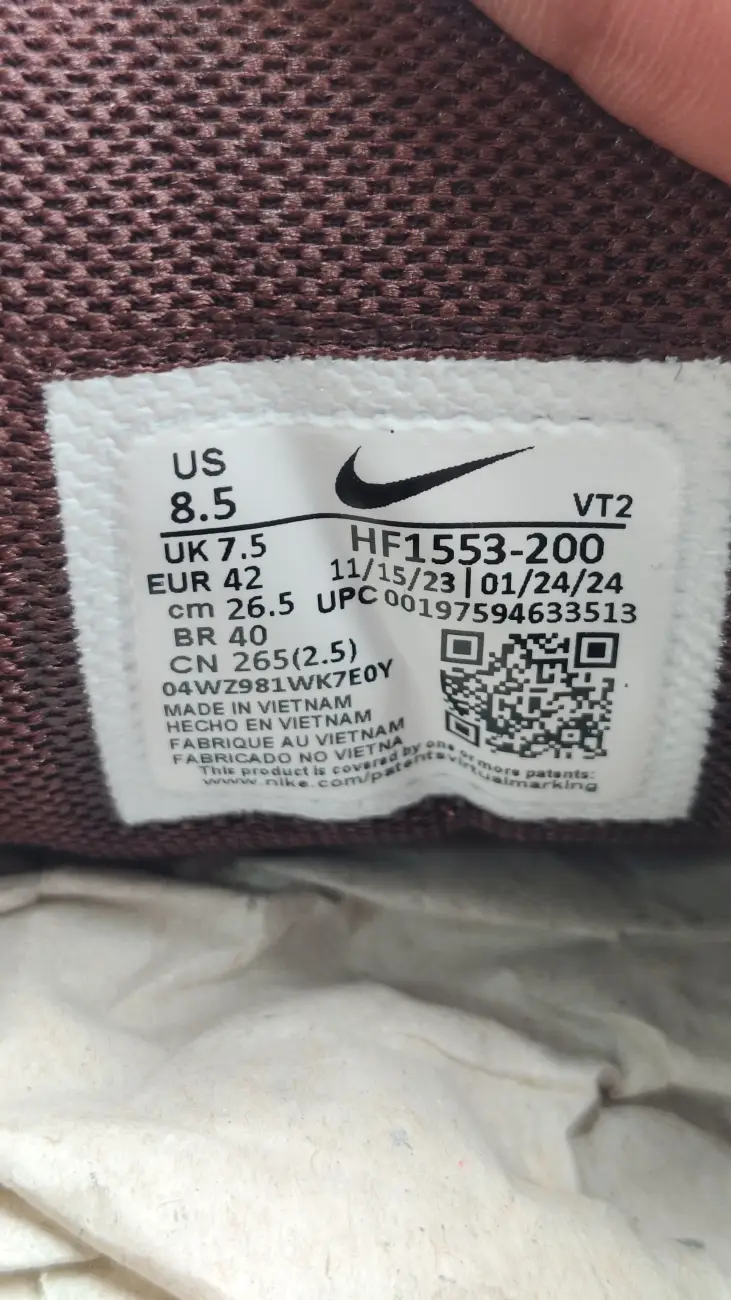 US
8.5
VT2
UK 7.5
HF1553-200
EUR 42
11/15/23 | 01/24/24
cm 26.5
UPC 00197594633513
BR 40
CN 265(2.5)
04WZ981WK7E0Y
MADE IN VIETNAM
HECHO EN VIETNAM
FABRIQUE AU VIETNAM
FABRICADO NO VIETNA
This product is covered by one or more patents:
www.nike.com/patentsvirtualmarking